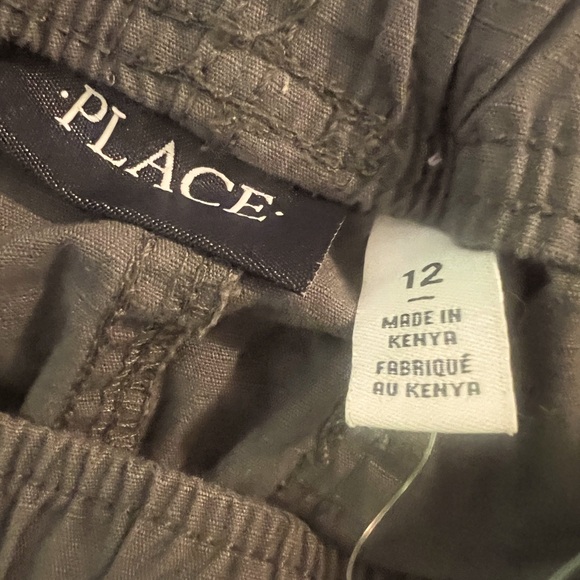 ·PLACE·
12
MADE IN
KENYA
FABRIQUÉ
AU KENYA